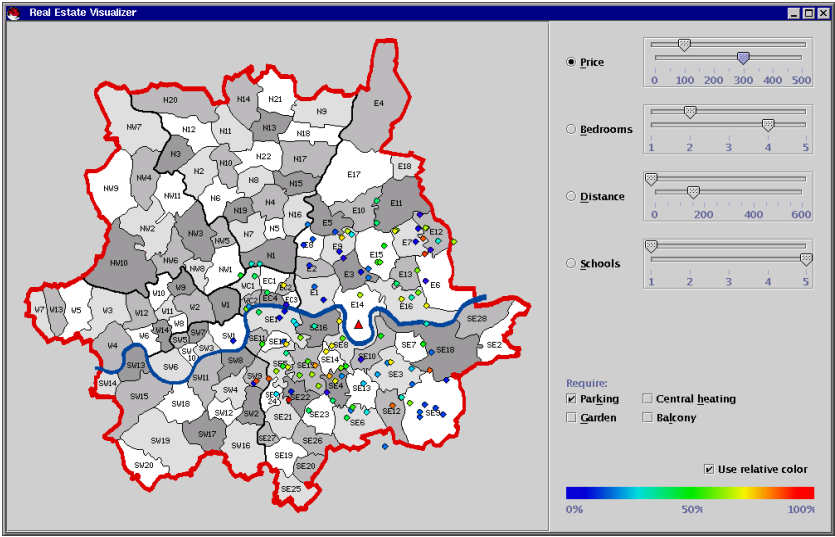 Real Estate Visualizer
N20 N14 N21 N9 E4
NW7 N12 N11 N13 N18
N3 N22 N17 E18
NW9 NW4 N2 N10 N8 N15 E17
NW11 N6 N4 E11
N19 N16 E10
NW2 NW3 N7 N5 E5 E12
NW5 E8 E9 E15 E7
NW10 NW6 NW8 NW1 N1 E2 E3 E13 E6
W10 W9 WC1 EC1 E1
W7 W13 W5 W3 W12 W11 W2 W1 WC2 EC4 EC3 E14 E16
W8 SE1 SE28
W4 W6 W14 SW7 SW1 SE11 SE16 SE8 SE7 SE2
SW5 SW3 SE10 SE18
SW13 SW6 SW10 SW8 SE5 SE14
SW14 SW11 SW9 SE4 SE13 SE3
SW15 SW4 SE24 SE22
SW18 SW12 SW2 SE21 SE23 SE6 SE12 SE9
SW19 SW17 SW16 SE27 SE26
SW20 SE19 SE20
SE25
Price
0 100 200 300 400 500
Bedrooms
1 2 3 4 5
Distance
0 200 400 600
Schools
1 2 3 4 5
Require:
Parking Central heating
Garden Balcony
Use relative color
0% 50% 100%